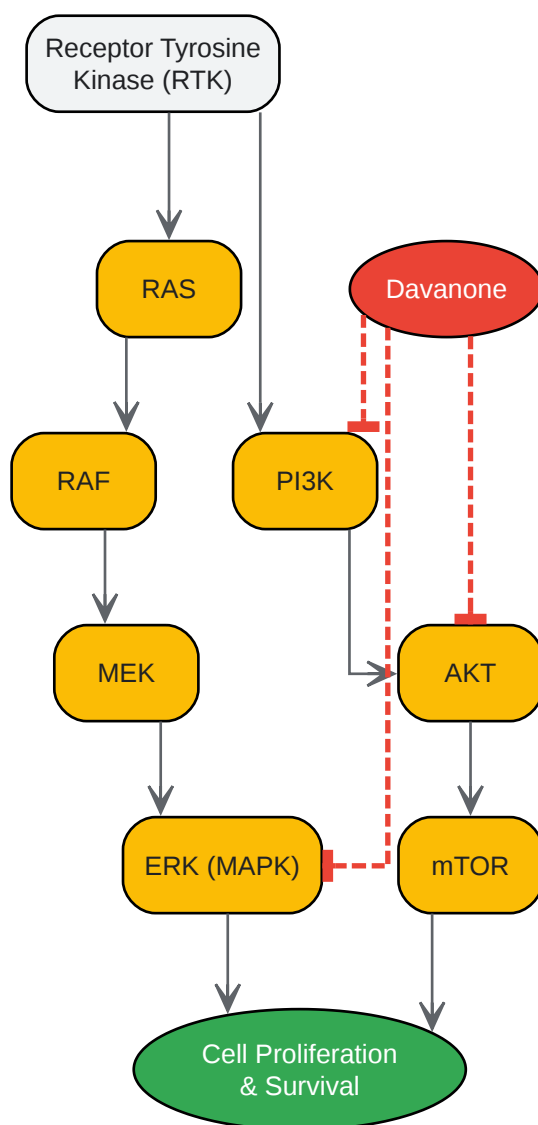 Receptor Tyrosine
Kinase (RTK)
RAS
Davanone
RAF
PI3K
MEK
AKT
ERK (MAPK)
mTOR
Cell Proliferation
& Survival